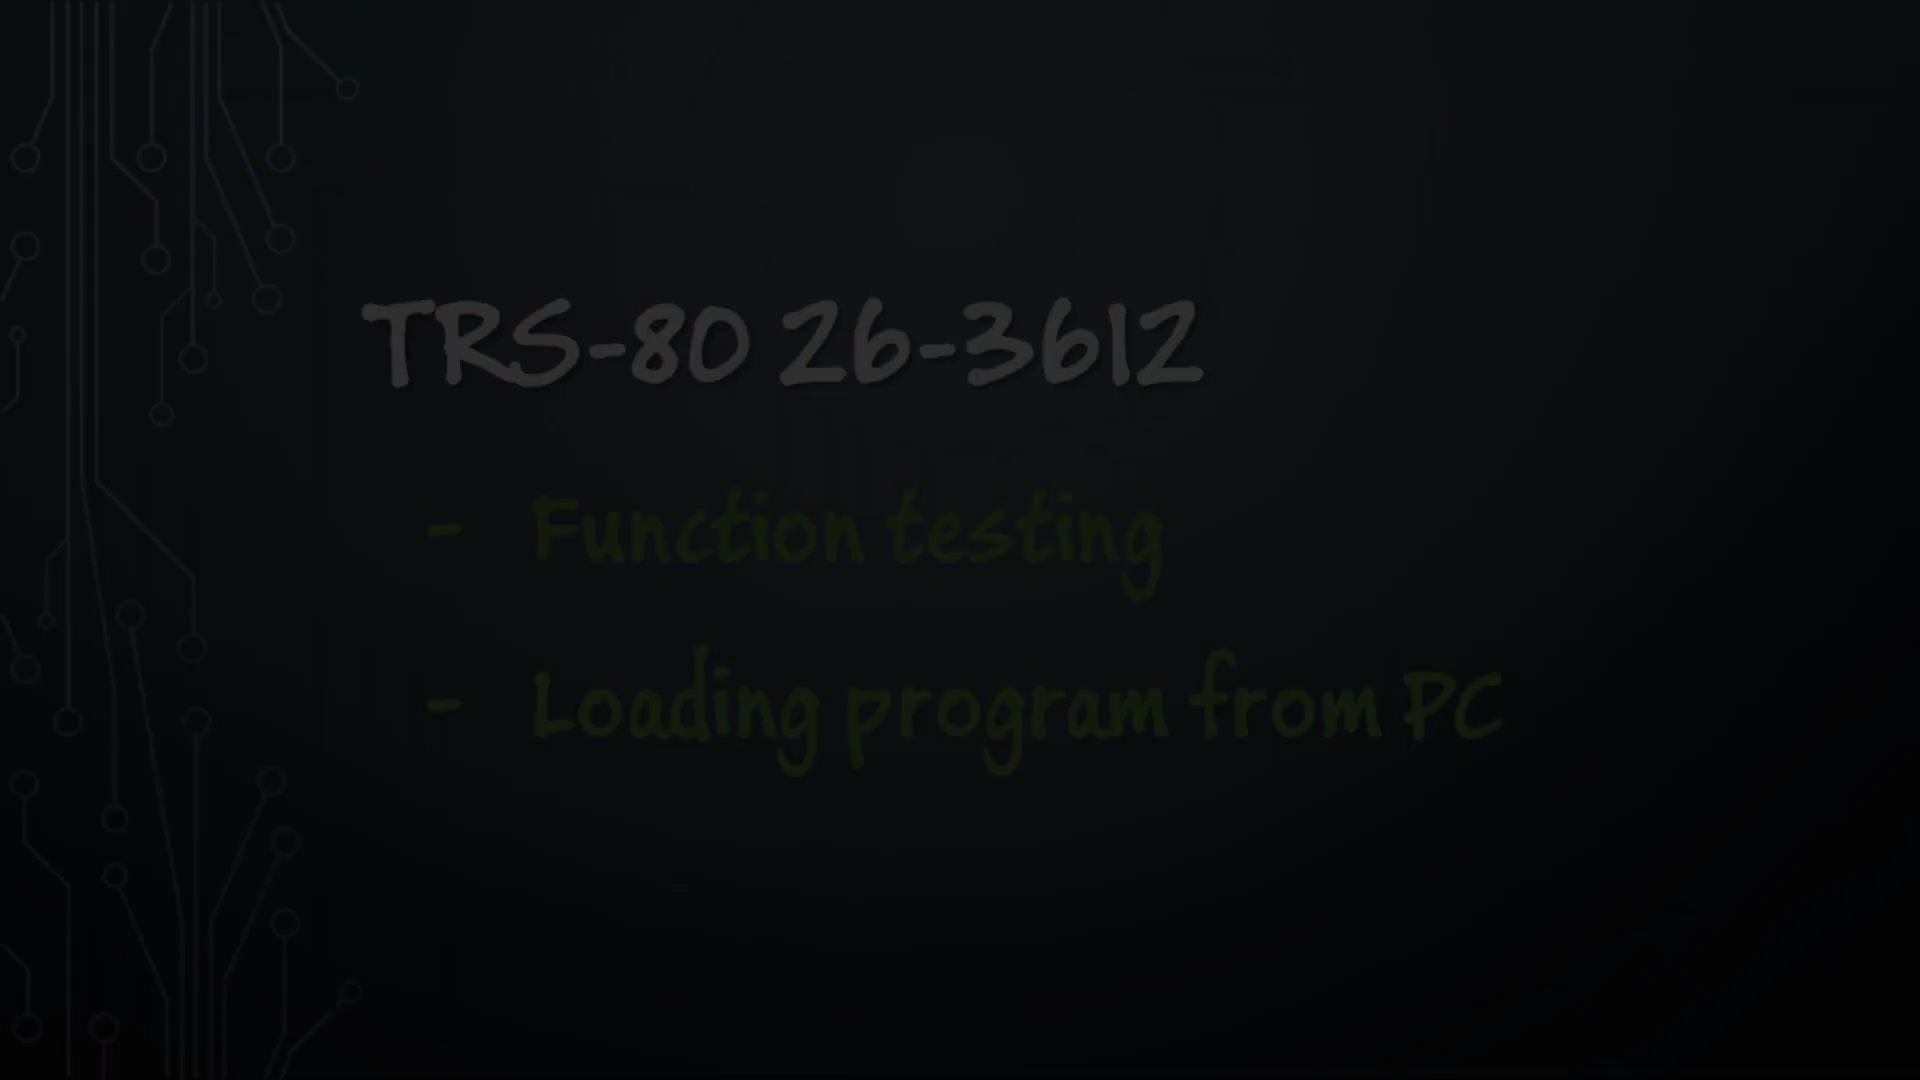 TRS-80 26-3612
- Function testing
- Loading program from PC